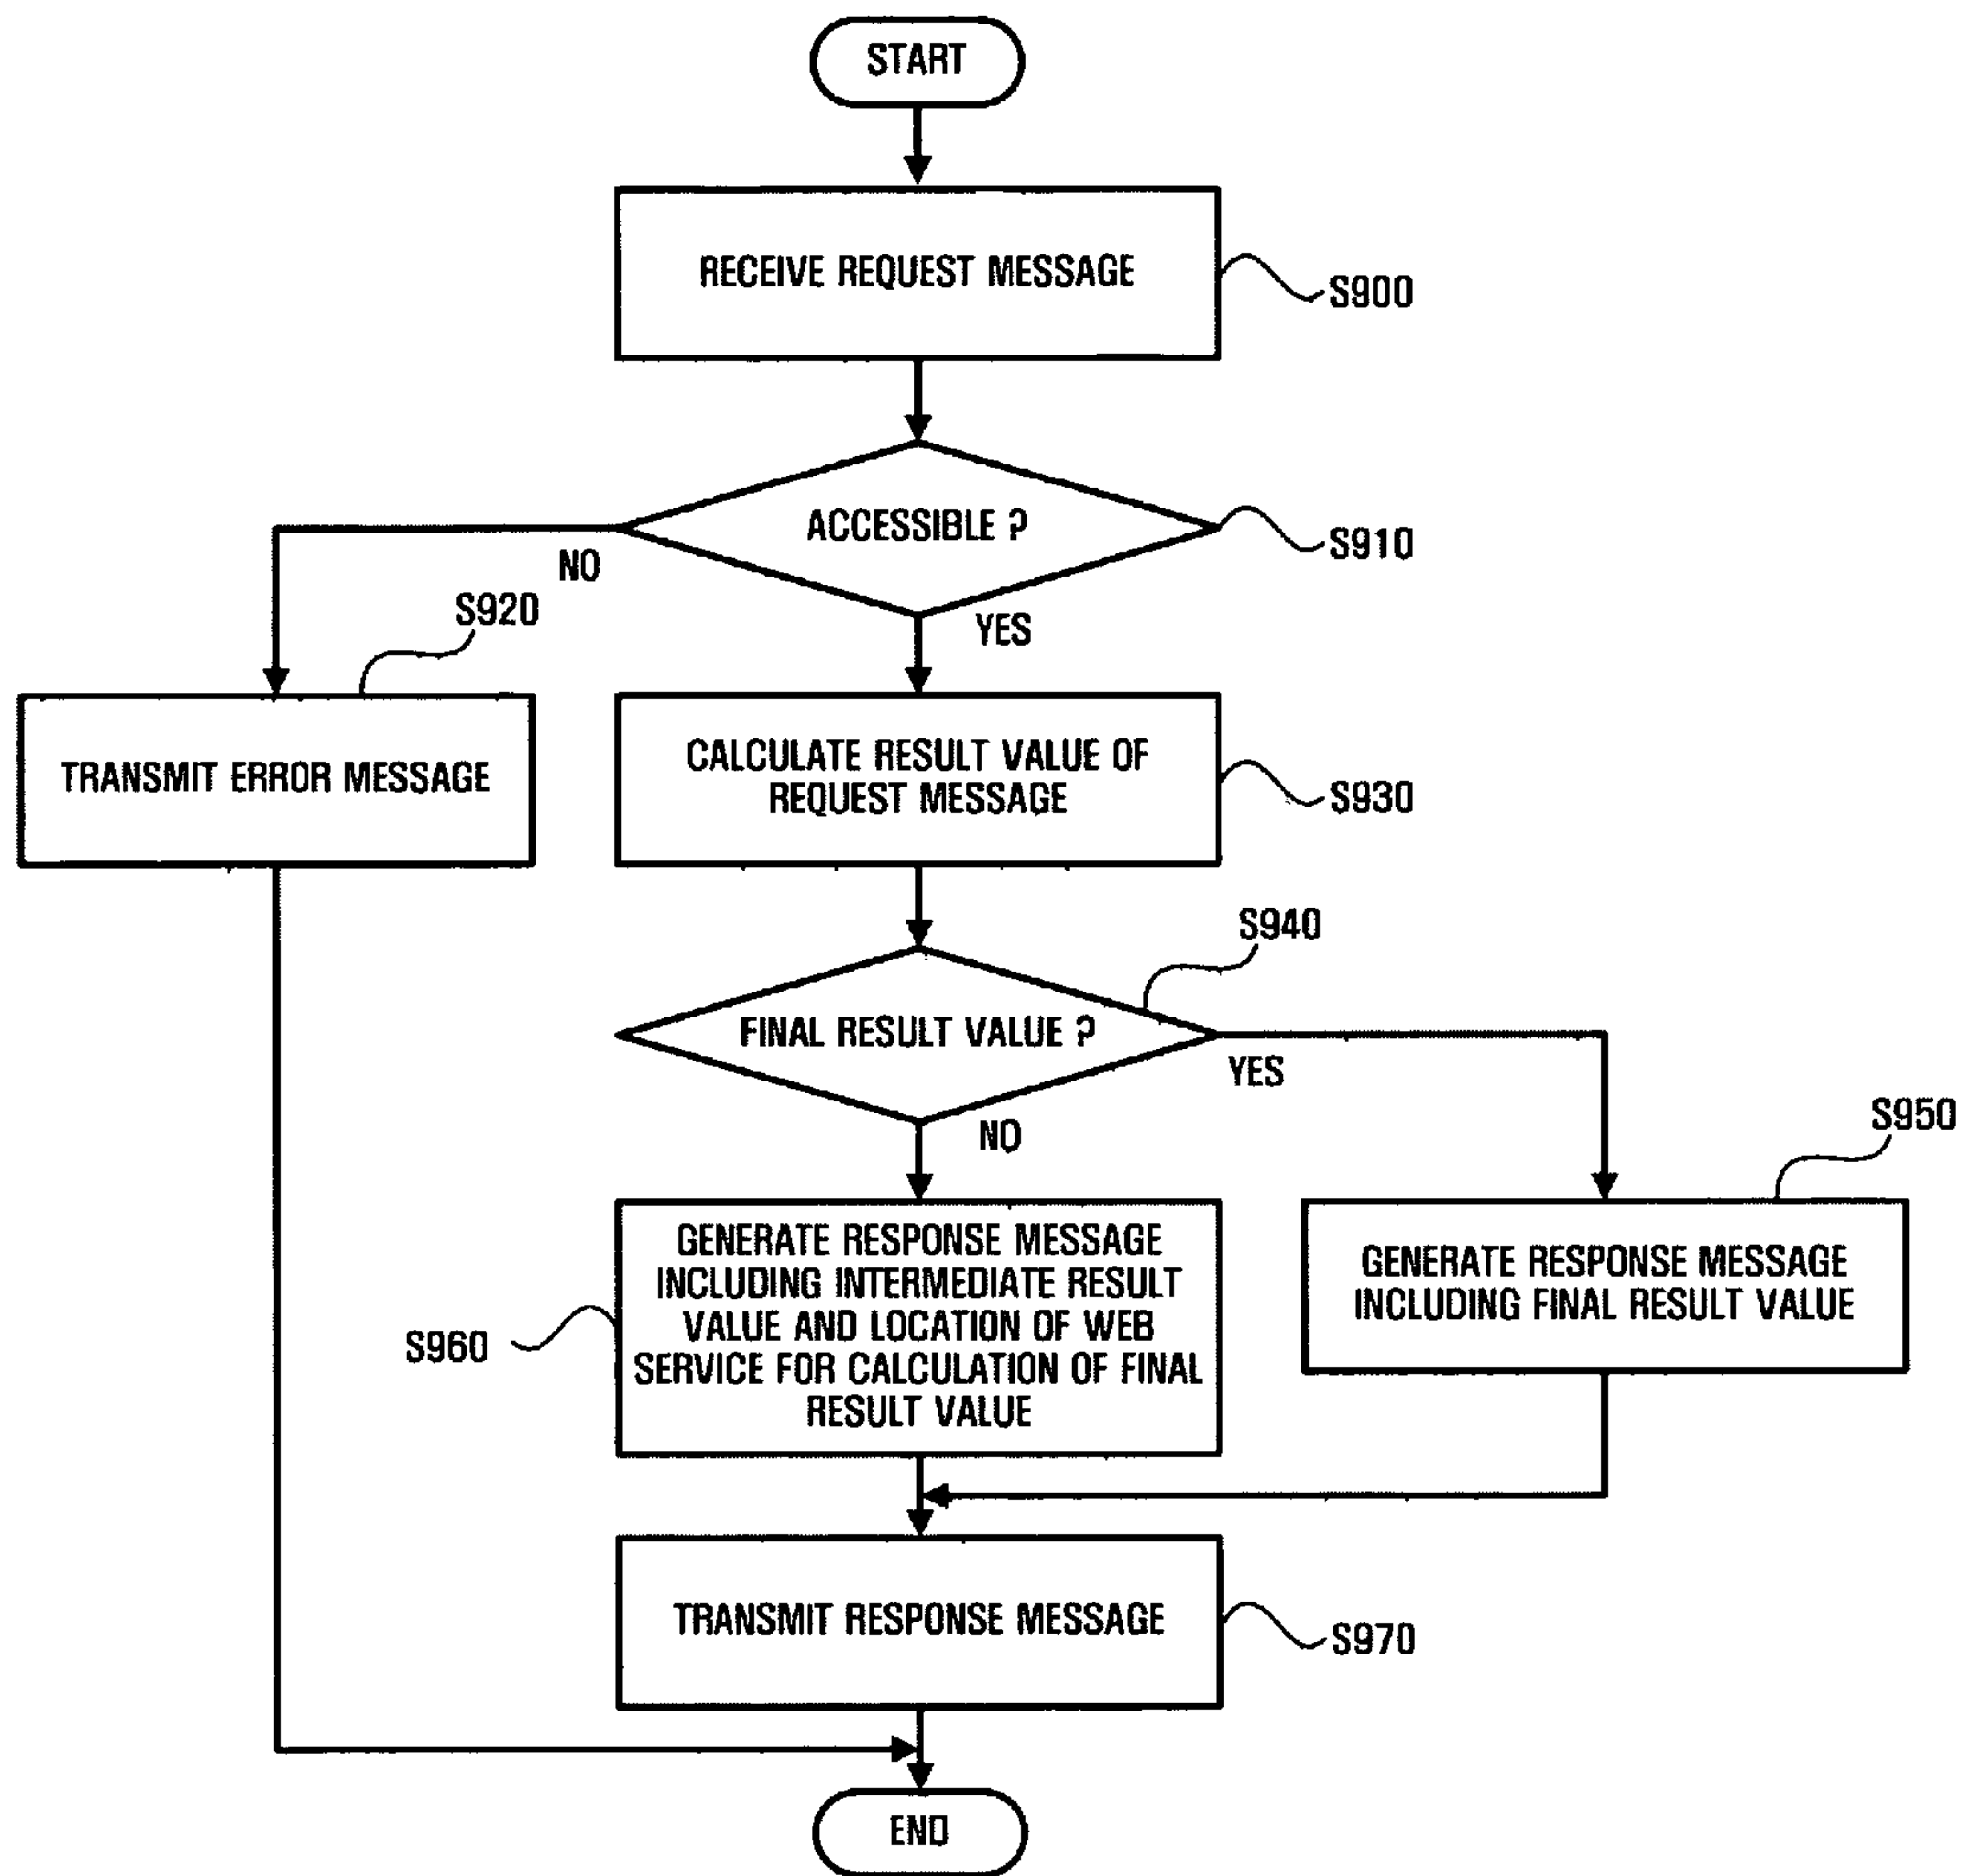 START
RECEIVE REQUEST MESSAGE
S900
ACCESSIBLE ?
S910
NO
YES
S920
TRANSMIT ERROR MESSAGE
CALCULATE RESULT VALUE OF
REQUEST MESSAGE
S930
S940
FINAL RESULT VALUE ?
YES
NO
S950
GENERATE RESPONSE MESSAGE
INCLUDING INTERMEDIATE RESULT
VALUE AND LOCATION OF WEB
SERVICE FOR CALCULATION OF FINAL
RESULT VALUE
S960
GENERATE RESPONSE MESSAGE
INCLUDING FINAL RESULT VALUE
TRANSMIT RESPONSE MESSAGE
S970
END